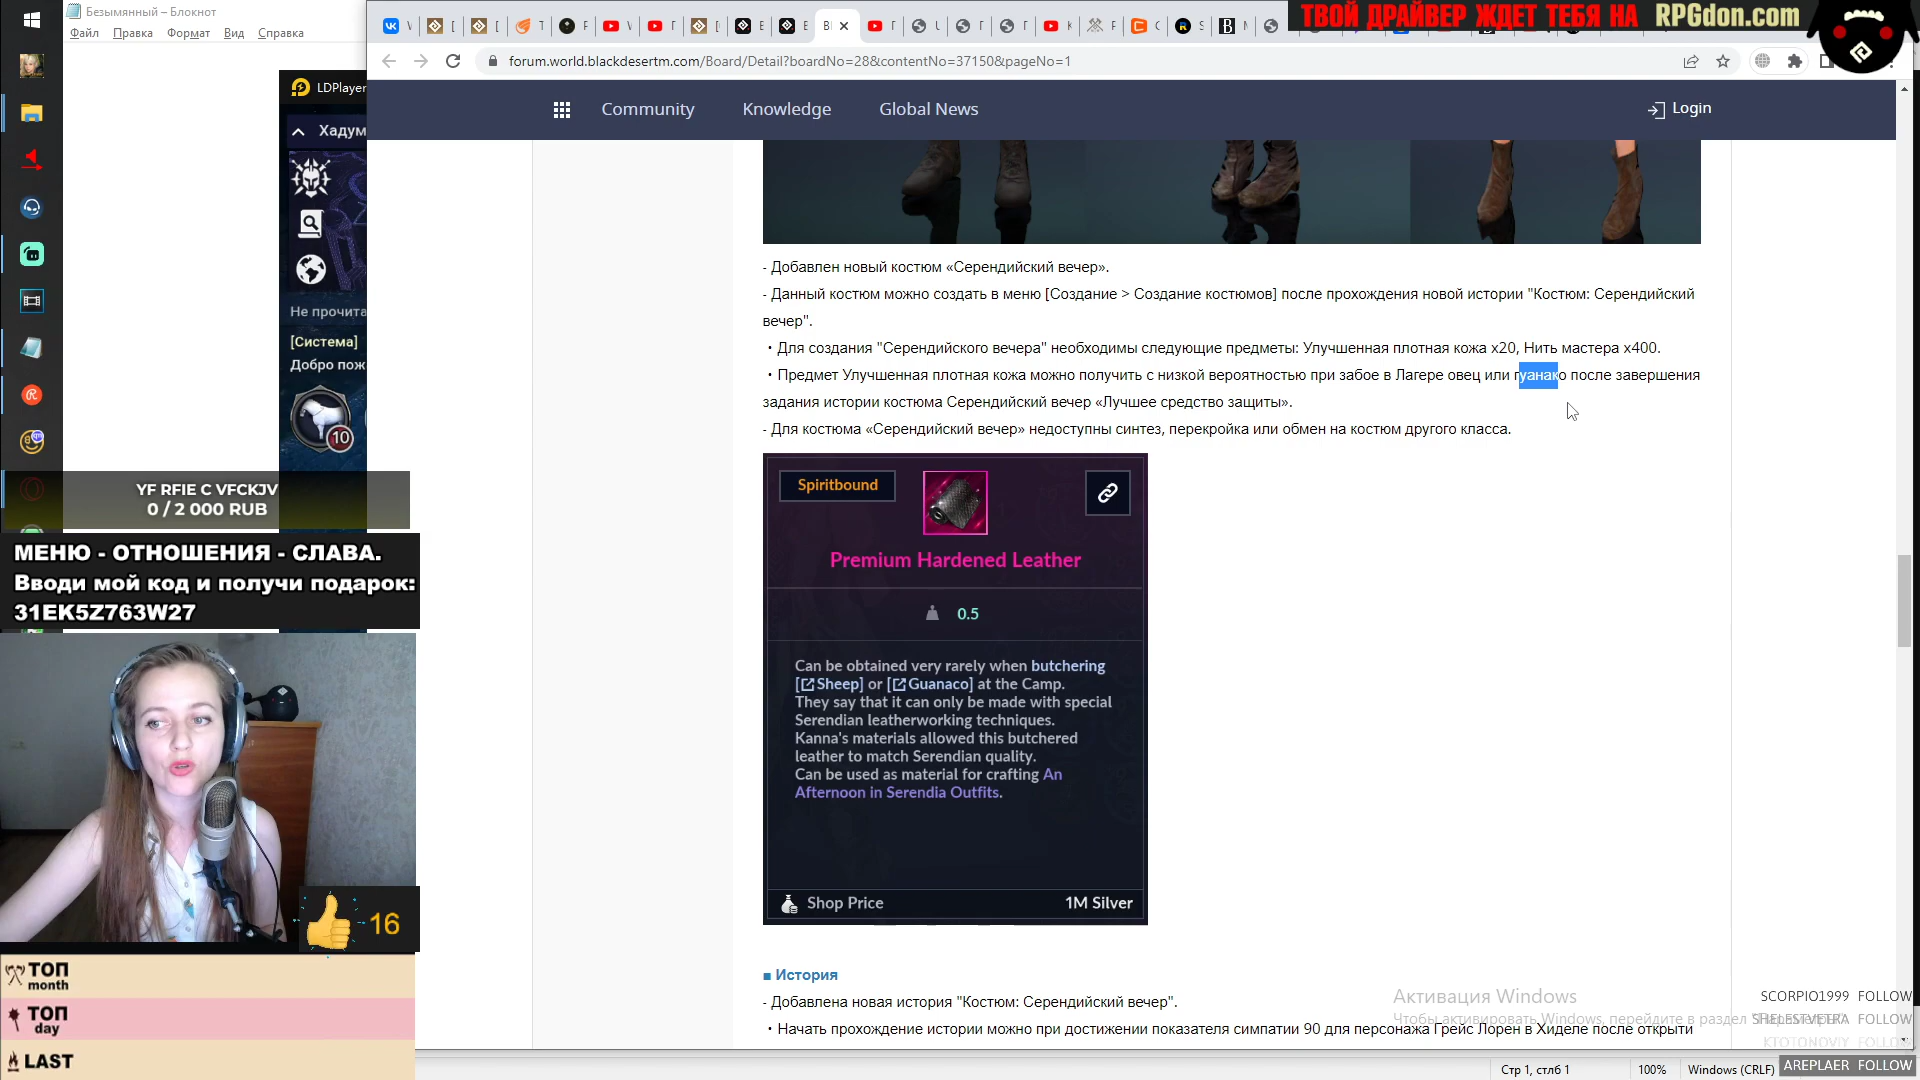 Безымянный – Блокнот
Файл Правка Формат Вид Справка
ТВОЙ ДРАЙВЕР ЖДЕТ ТЕБЯ НА RPGdon.com
forum.world.blackdesertm.com/Board/Detail?boardNo=28&contentNo=37150&pageNo=1
LDPlayer
Community Knowledge Global News Login
Хадум
Не прочита
[Система]
Добро пож
10
- Добавлен новый костюм «Серендийский вечер».
- Данный костюм можно создать в меню [Создание > Создание костюмов] после прохождения новой истории "Костюм: Серендийский
вечер".
・Для создания "Серендийского вечера" необходимы следующие предметы: Улучшенная плотная кожа x20, Нить мастера x400.
・Предмет Улучшенная плотная кожа можно получить с низкой вероятностью при забое в Лагере овец или гуанако после завершения
задания истории костюма Серендийский вечер «Лучшее средство защиты».
- Для костюма «Серендийский вечер» недоступны синтез, перекройка или обмен на костюм другого класса.
Spiritbound
Premium Hardened Leather
0.5
Can be obtained very rarely when butchering
[Sheep] or [Guanaco] at the Camp.
They say that it can only be made with special
Serendian leatherworking techniques.
Kanna's materials allowed this butchered
leather to match Serendian quality.
Can be used as material for crafting An
Afternoon in Serendia Outfits.
Shop Price 1M Silver
■ История
- Добавлена новая история "Костюм: Серендийский вечер".
・Начать прохождение истории можно при достижении показателя симпатии 90 для персонажа Грейс Лорен в Хиделе после открыти
YF RFIE C VFCKJV
0 / 2 000 RUB
МЕНЮ - ОТНОШЕНИЯ - СЛАВА.
Вводи мой код и получи подарок:
31EK5Z763W27
16
ТОП
month
ТОП
day
LAST
Активация Windows
Чтобы активировать Windows, перейдите в раздел
SCORPIO1999 FOLLOW
SHELESTVETRA FOLLOW
KTOTONOVIY FOLLOW
AREPLAER FOLLOW
Стр 1, стлб 1 100% Windows (CRLF)